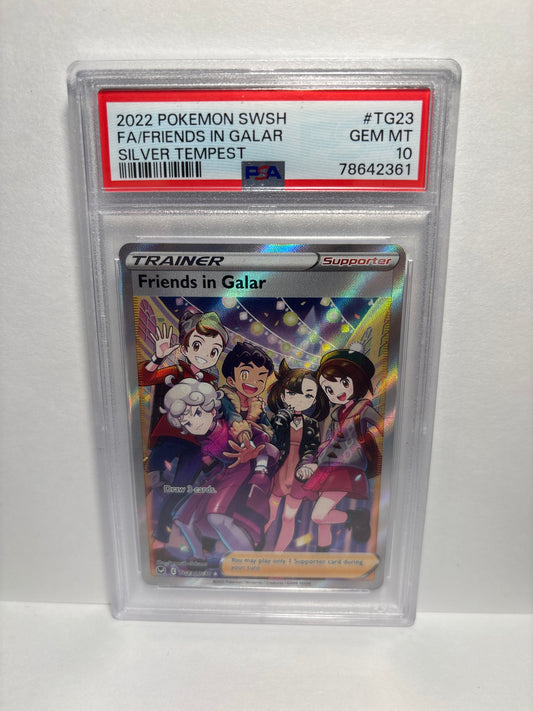 2022 POKEMON SWSH #TG23
FA/FRIENDS IN GALAR GEM MT
SILVER TEMPEST 10
PSA 78642361
TRAINER Supporter
Friends in Galar
Draw 3 cards.
You may play only 1 Supporter card during
your turn.